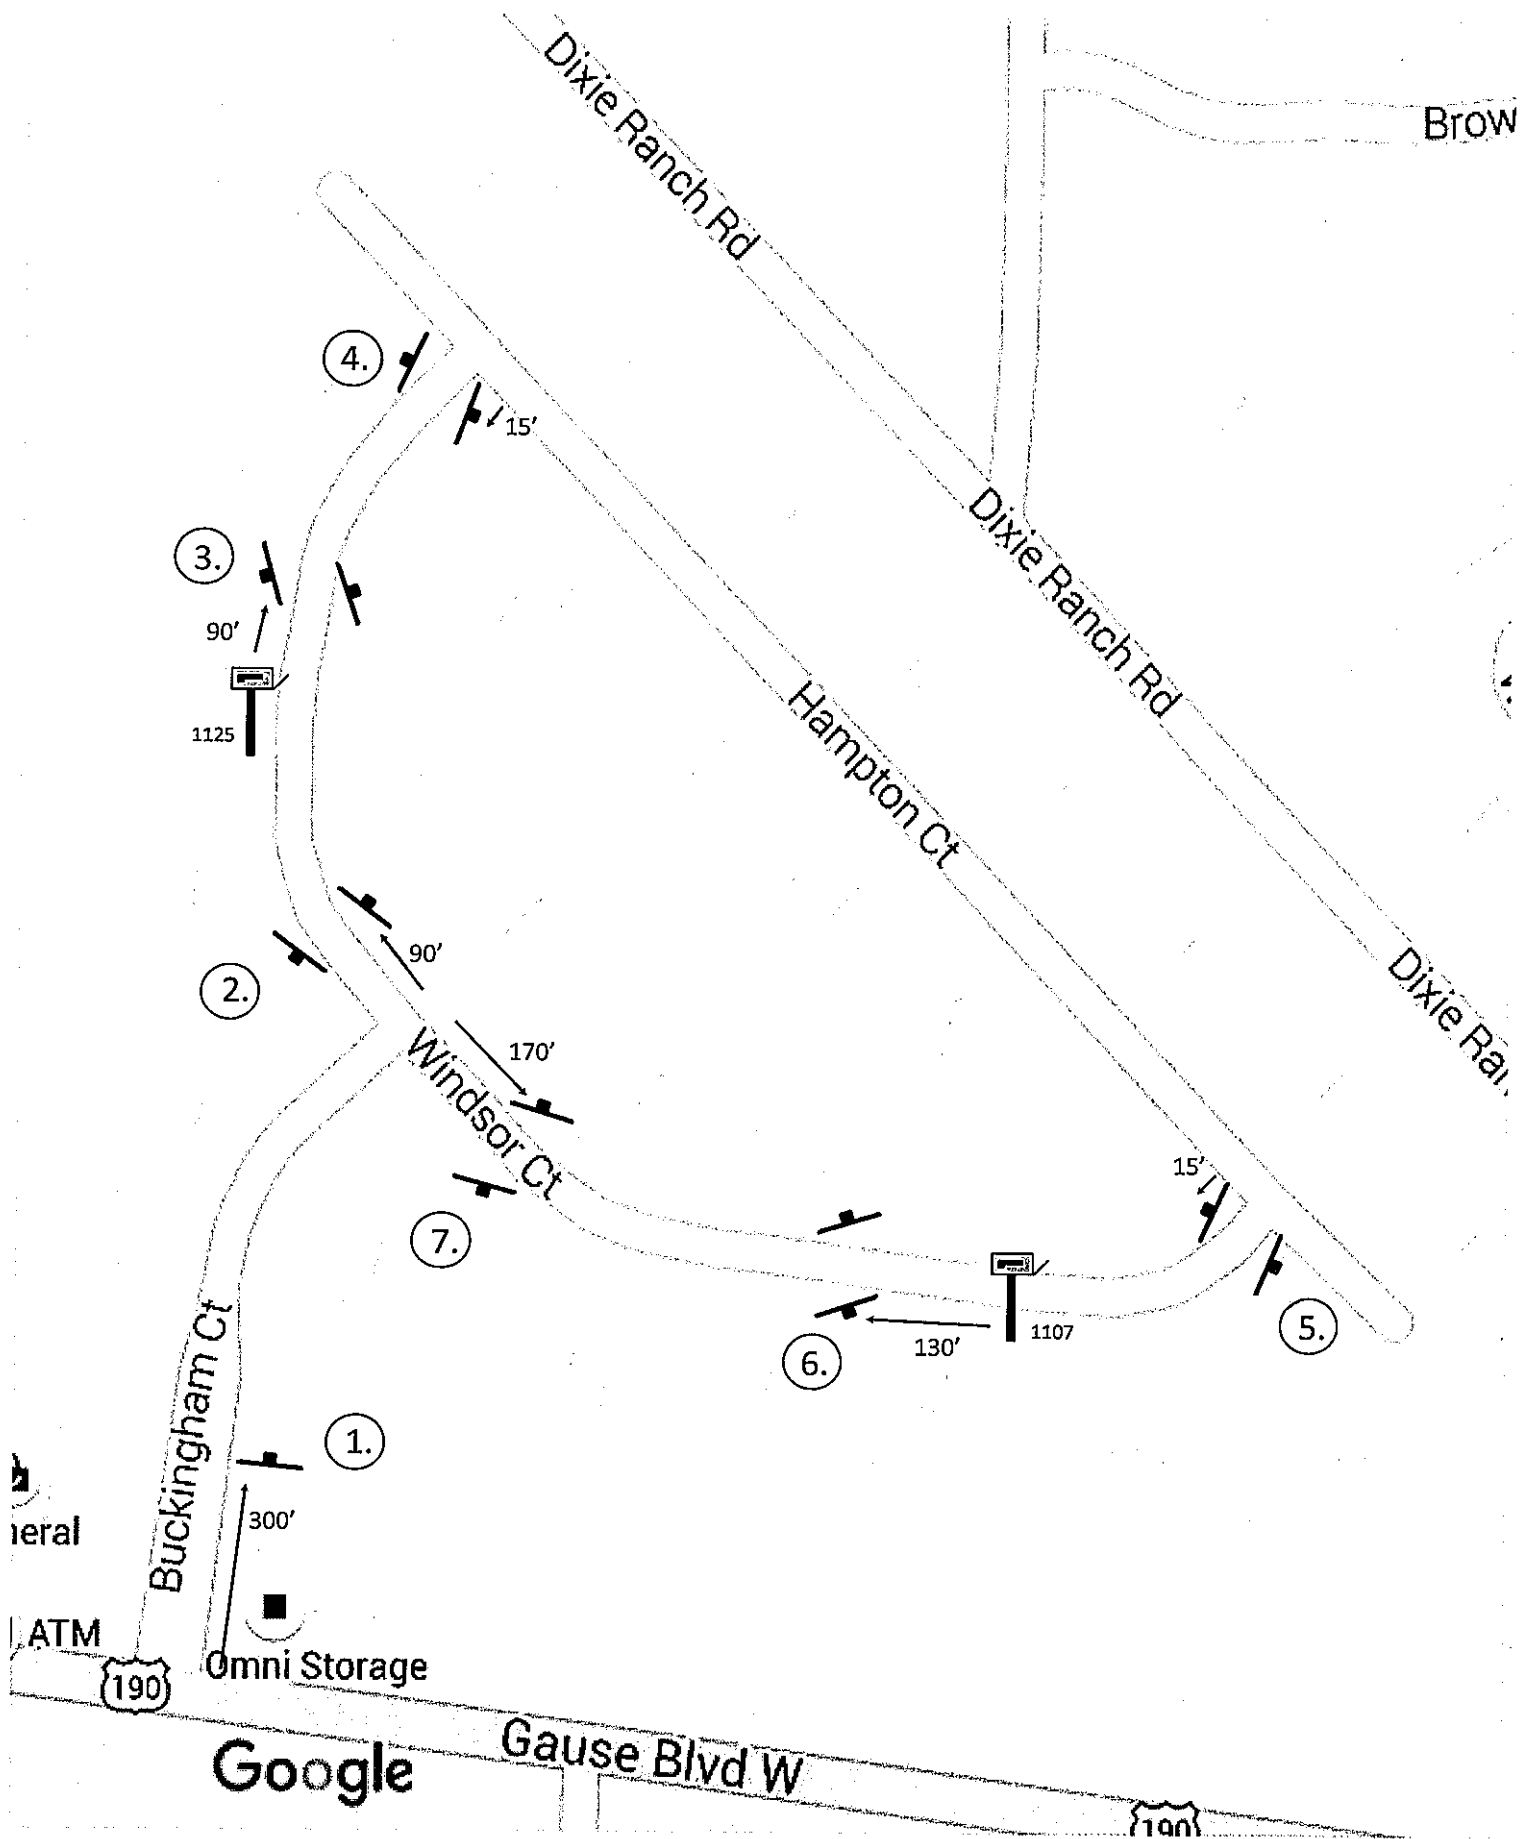 Dixie Ranch Rd
Brow
4.
15'
Dixie Ranch Rd
3.
90'
1125
Hampton Ct
90'
2.
Dixie Ran
170'
Windsor Ct
15'
7.
5.
1107
130'
6.
Buckingham Ct
1.
300'
neral
ATM
Omni Storage
190
Gause Blvd W
Google
190